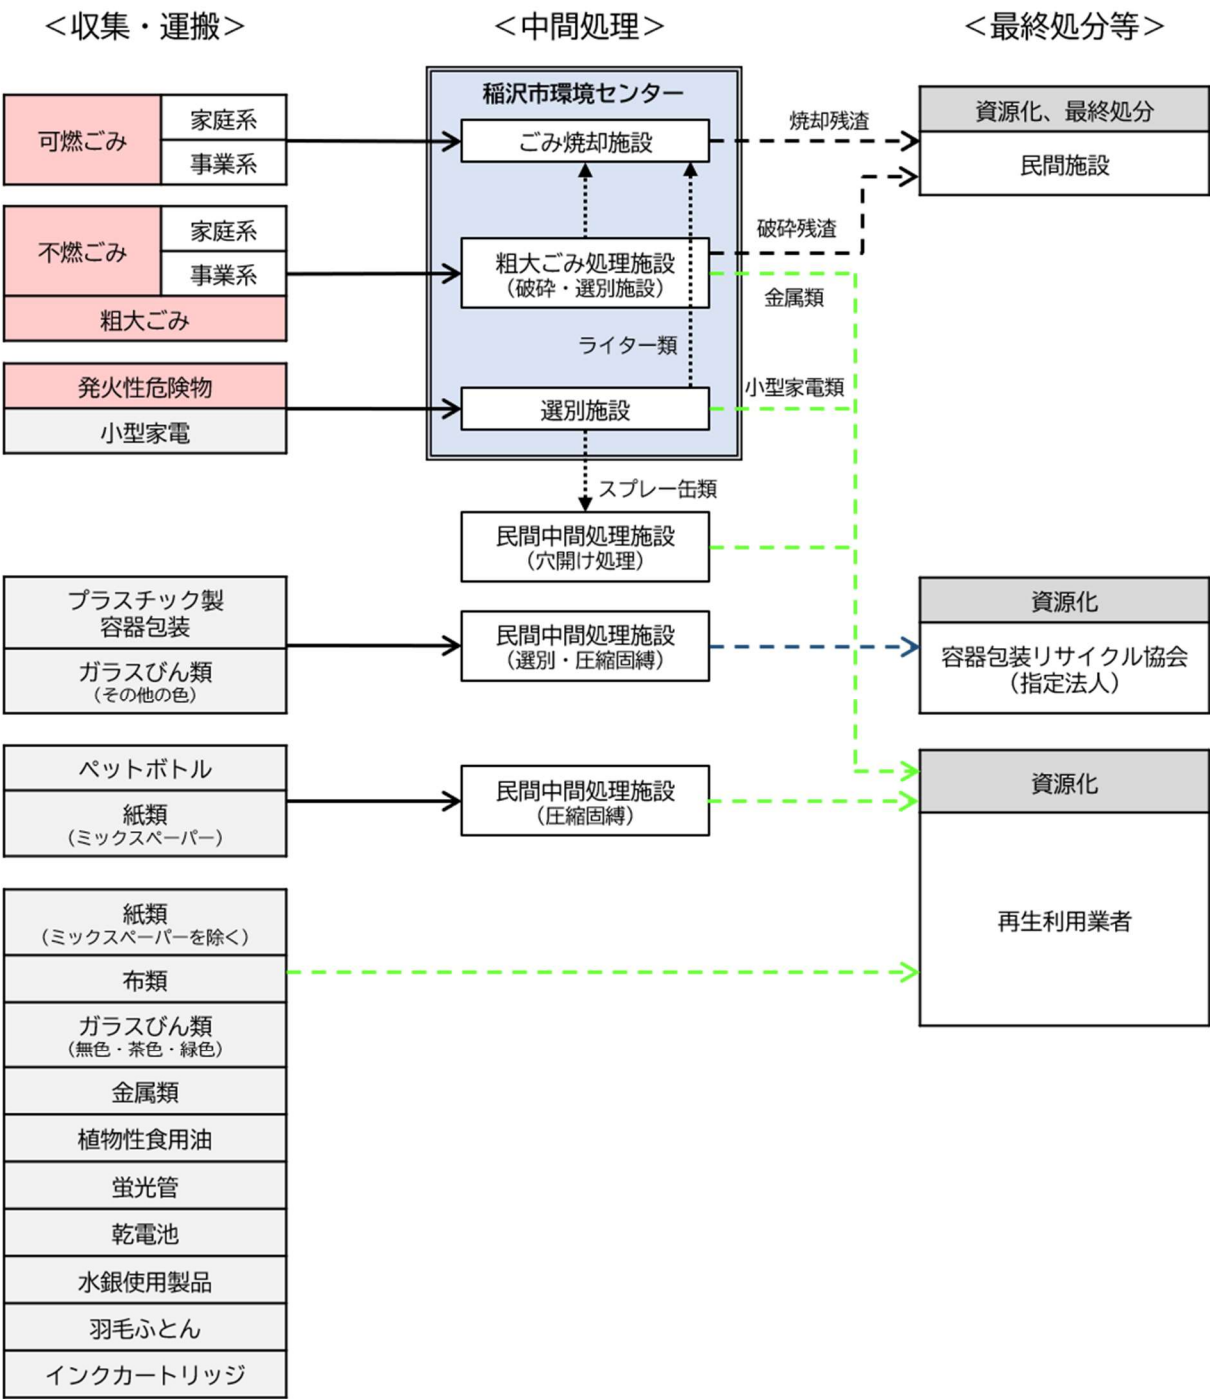 ＜収集・運搬＞
＜中間処理＞
＜最終処分等＞
可燃ごみ
家庭系
事業系
不燃ごみ
家庭系
事業系
粗大ごみ
発火性危険物
小型家電
稲沢市環境センター
ごみ焼却施設
粗大ごみ処理施設
（破砕・選別施設）
ライター類
選別施設
スプレー缶類
焼却残渣
破砕残渣
金属類
小型家電類
資源化、最終処分
民間施設
民間中間処理施設
（穴開け処理）
プラスチック製
容器包装
ガラスびん類
（その他の色）
民間中間処理施設
（選別・圧縮固縛）
資源化
容器包装リサイクル協会
（指定法人）
ペットボトル
紙類
（ミックスペーパー）
民間中間処理施設
（圧縮固縛）
資源化
再生利用業者
紙類
（ミックスペーパーを除く）
布類
ガラスびん類
（無色・茶色・緑色）
金属類
植物性食用油
蛍光管
乾電池
水銀使用製品
羽毛ふとん
インクカートリッジ